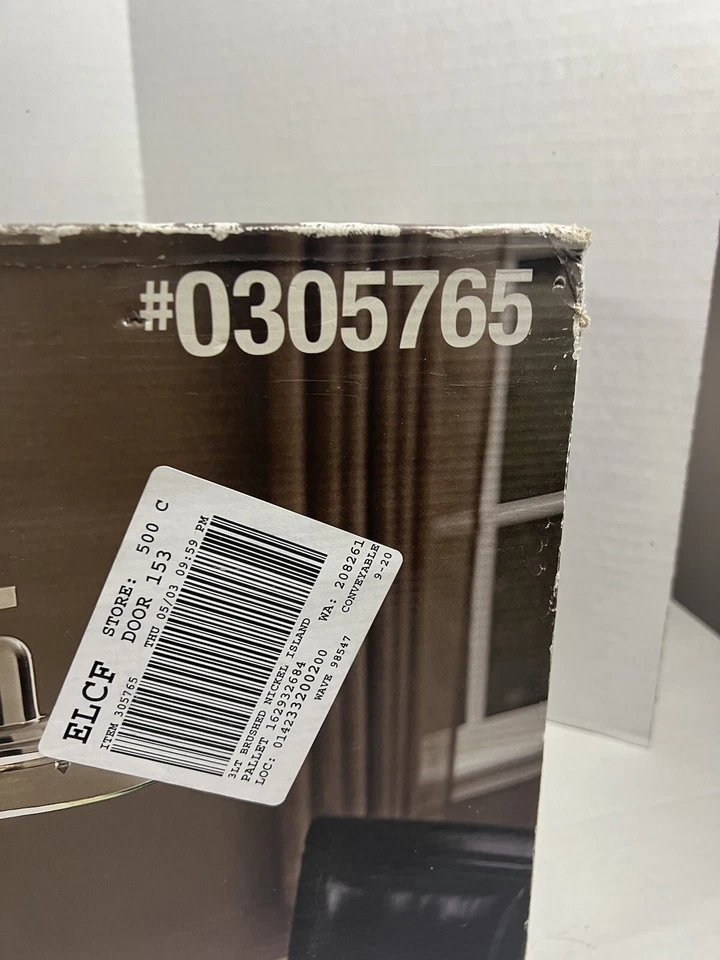 #0305765
ELCF
STORE: 500 C
DOOR 153
ITEM 305765
THU 05/03 09:59 PM
3LT BRUSHED NICKEL ISLAND
PALLET 162932684
WA: 208261
LOC: 014233200200
WAVE 98547
CONVEYABLE
9-20